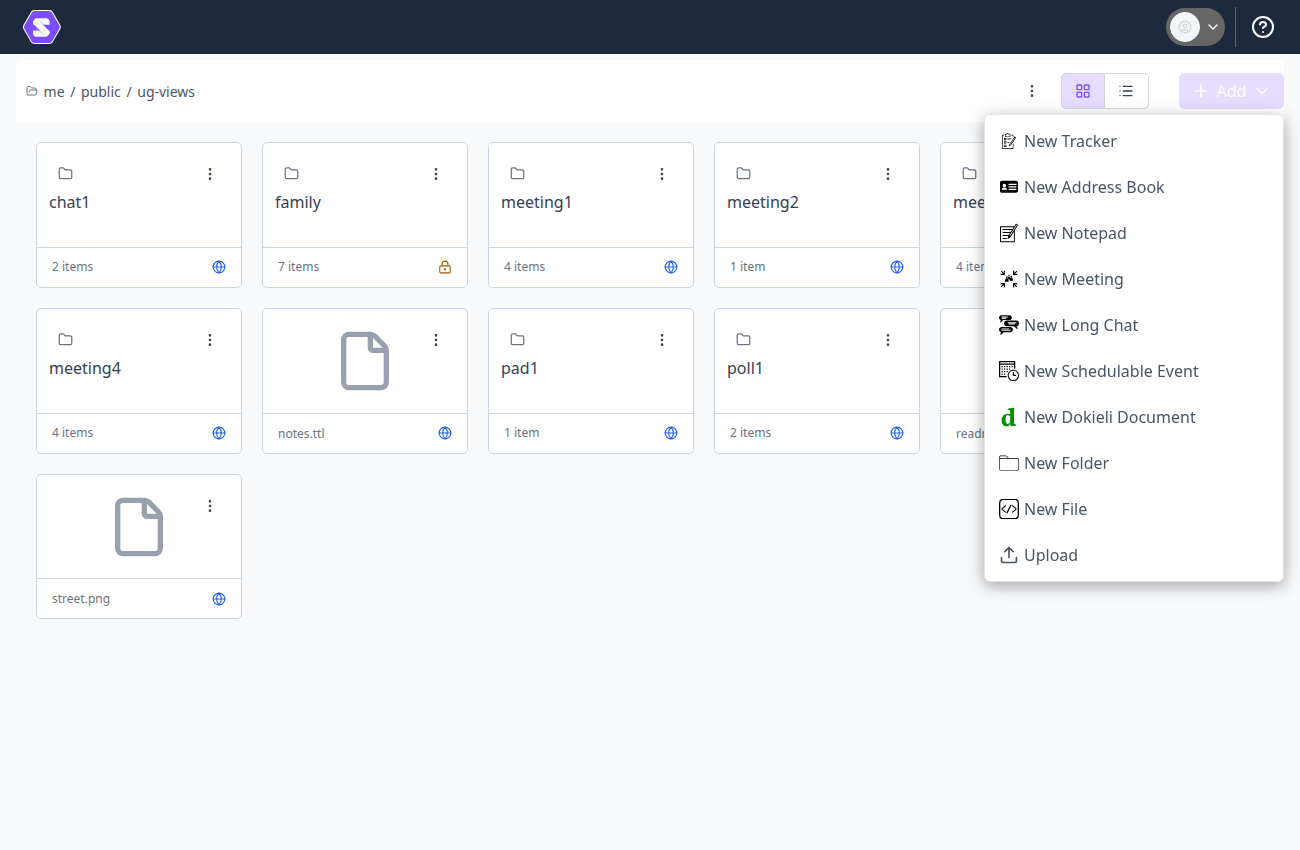 me / public / ug-views
Add
chat1
2 items
family
7 items
meeting1
4 items
meeting2
1 item
meeting4
4 items
notes.ttl
pad1
1 item
poll1
2 items
street.png
New Tracker
New Address Book
New Notepad
New Meeting
New Long Chat
New Schedulable Event
New Dokieli Document
New Folder
New File
Upload